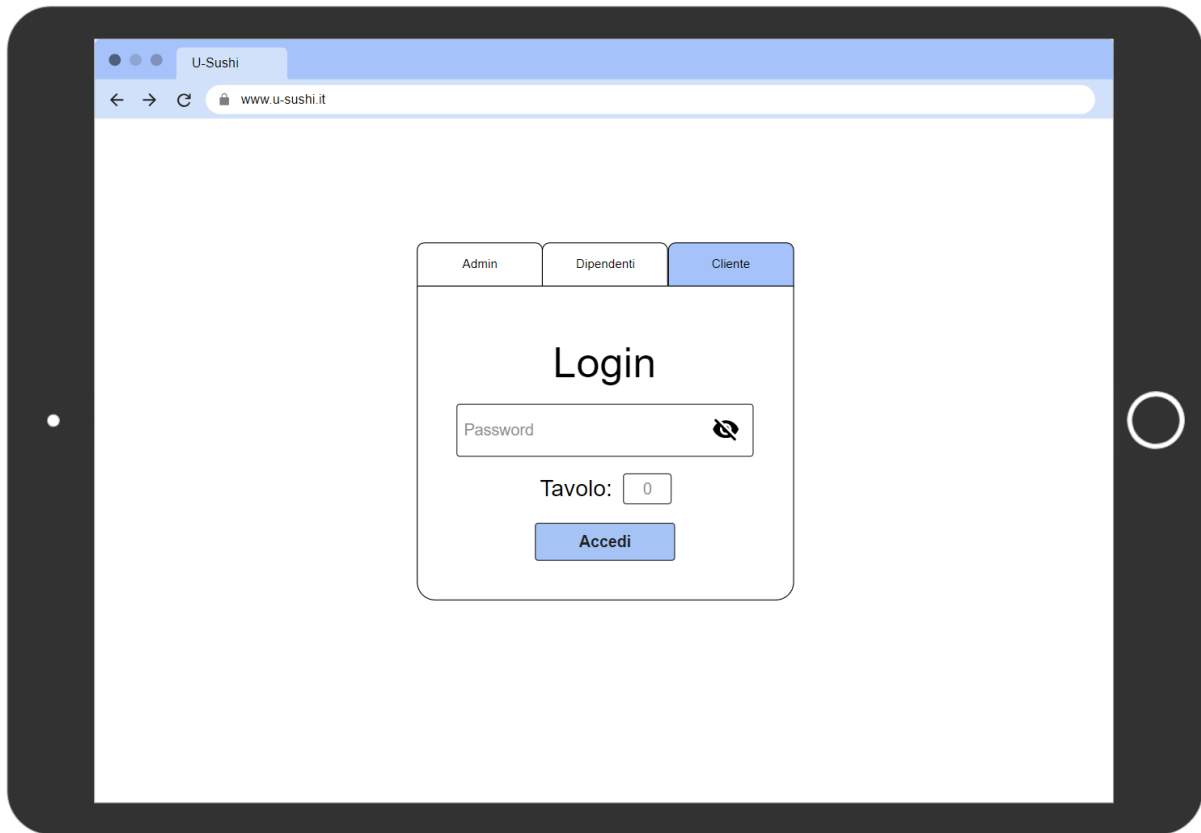 U-Sushi
www.u-sushi.it
Admin Dipendenti Cliente
Login
Password
Tavolo: 0
Accedi